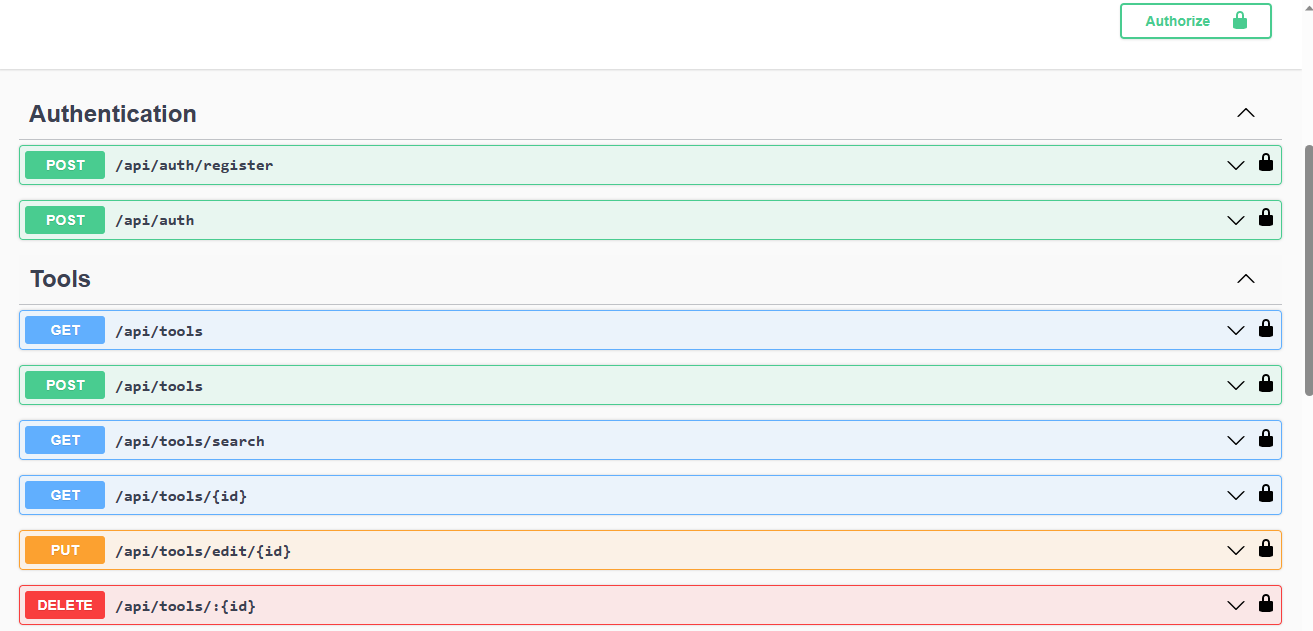 Authorize
Authentication
POST /api/auth/register
POST /api/auth
Tools
GET /api/tools
POST /api/tools
GET /api/tools/search
GET /api/tools/{id}
PUT /api/tools/edit/{id}
DELETE /api/tools/:{id}